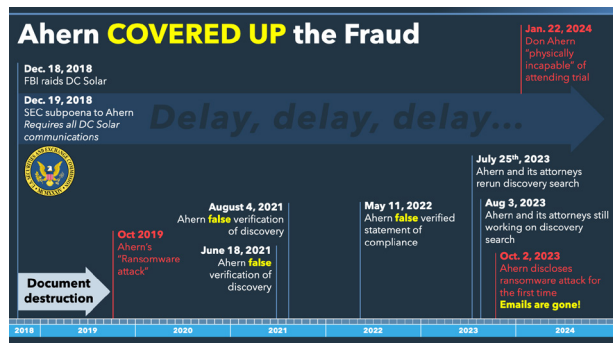 Ahern COVERED UP the Fraud
Jan. 22, 2024
Don Ahern
"physically
incapable" of
attending trial
Dec. 18, 2018
FBI raids DC Solar
Dec. 19, 2018
SEC subpoena to Ahern
Requires all DC Solar
communications
Delay, delay, delay...
July 25th, 2023
Ahern and its attorneys
rerun discovery search
August 4, 2021
Ahern false verification
of discovery
May 11, 2022
Ahern false verified
statement of
compliance
Aug 3, 2023
Ahern and its attorneys still
working on discovery
search
Oct 2019
Ahern's
"Ransomware
attack"
June 18, 2021
Ahern false
verification of
discovery
Oct. 2, 2023
Ahern discloses
ransomware attack for
the first time
Emails are gone!
Document
destruction
2018 2019 2020 2021 2022 2023 2024